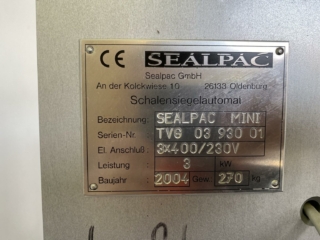 CE SEALPAC
Sealpac GmbH
An der Kolckwiese 10 26133 Oldenburg
Schalensiegelautomat
Bezeichnung: SEALPAC MINI
Serien-Nr. TVG 03 930 01
El. Anschluß: 3x400/230V
Leistung : 3 kW
Baujahr : 2004 Gew. 270 kg